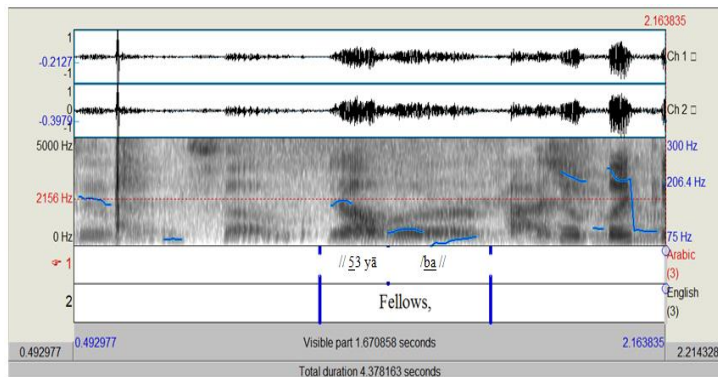 2.163835
1
-0.2127
-1
Ch 1
1
0
-0.3979
-1
Ch 2
5000 Hz
300 Hz
206.4 Hz
2156 Hz
0 Hz
75 Hz
1
// 53 yā
/ba //
Arabic
(3)
2
Fellows,
English
(3)
0.492977
0.492977
Visible part 1.670858 seconds
2.163835
2.214328
Total duration 4.378163 seconds